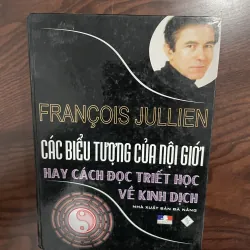 FRANÇOIS JULLIEN
CÁC BIỂU TƯỢNG CỦA NỘI GIỚI
HAY CÁCH ĐỌC TRIẾT HỌC
VỀ KINH DỊCH
NHÀ XUẤT BẢN ĐÀ NẴNG